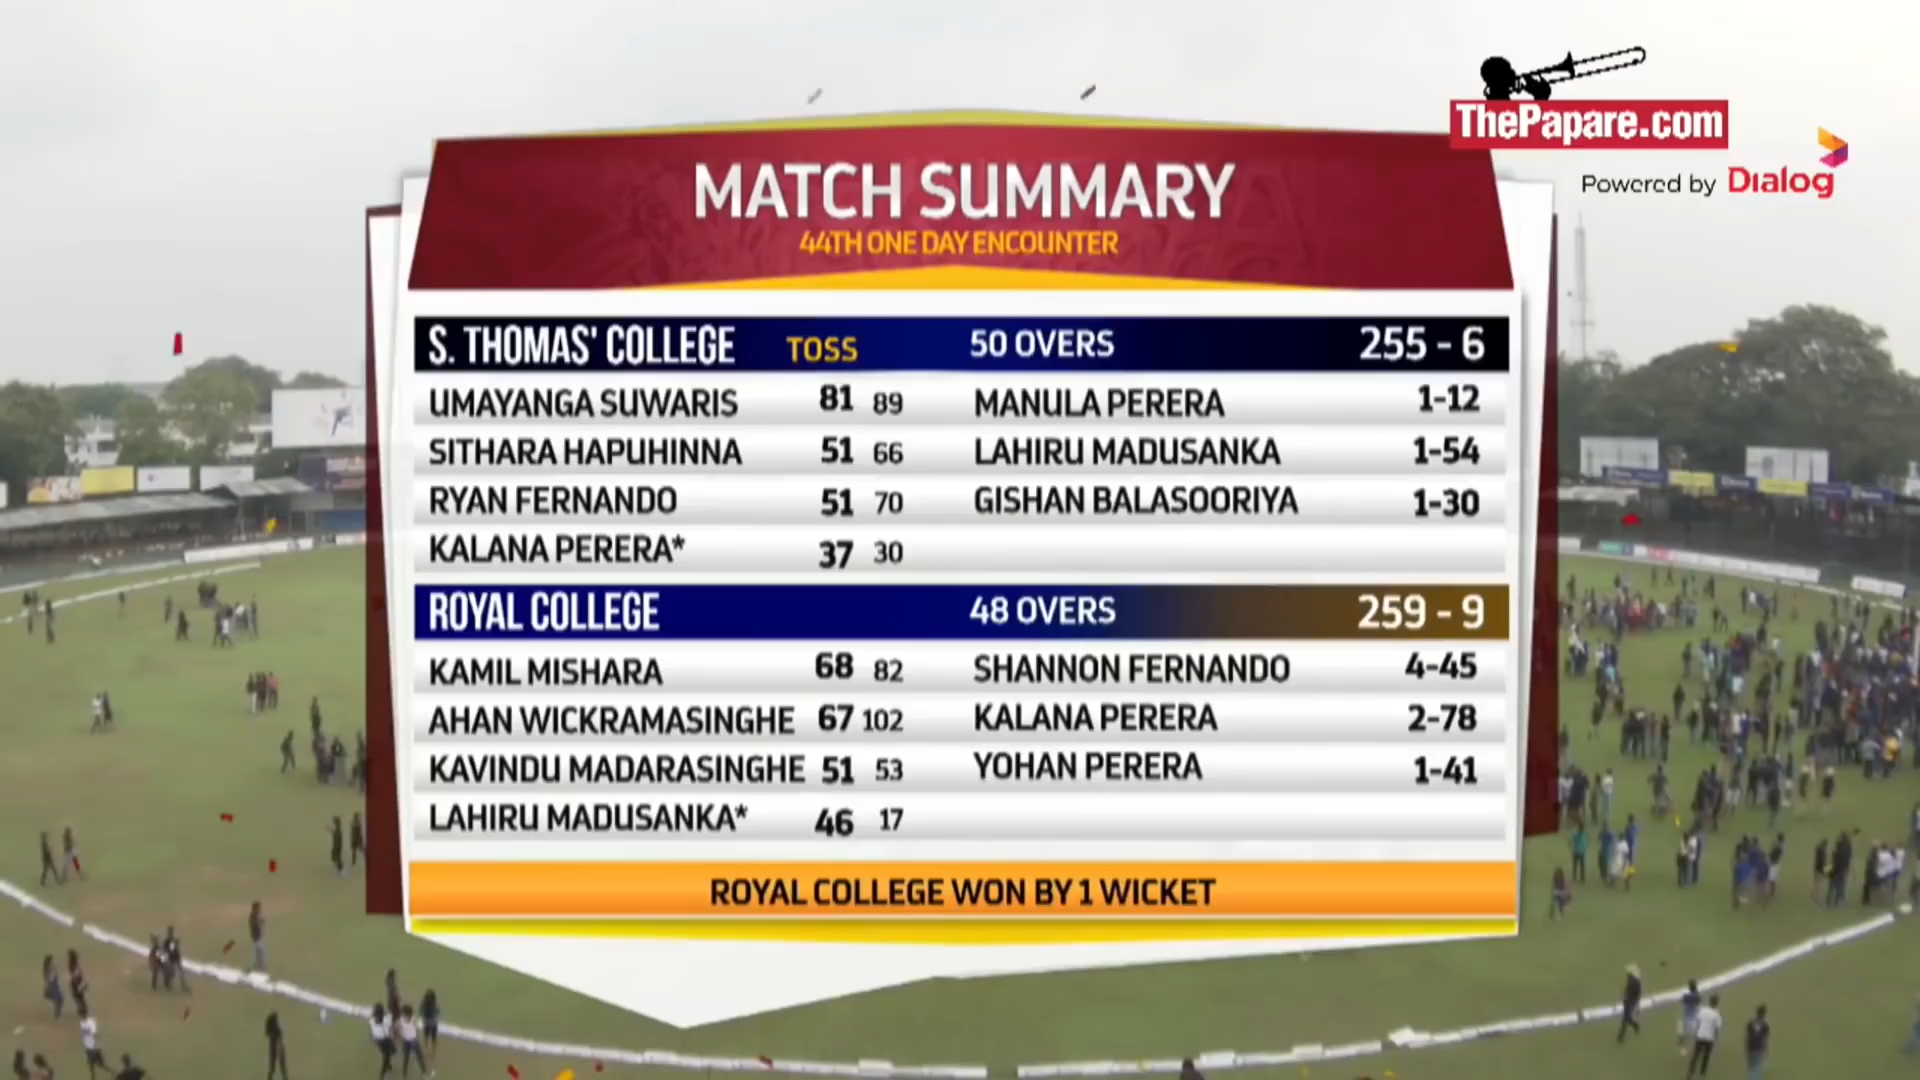 ThePapare.com
Powered by Dialog
MATCH SUMMARY
44TH ONE DAY ENCOUNTER
S. THOMAS' COLLEGE TOSS 50 OVERS 255 - 6
UMAYANGA SUWARIS 81 89 MANULA PERERA 1-12
SITHARA HAPUHINNA 51 66 LAHIRU MADUSANKA 1-54
RYAN FERNANDO 51 70 GISHAN BALASOORIYA 1-30
KALANA PERERA* 37 30
ROYAL COLLEGE 48 OVERS 259 - 9
KAMIL MISHARA 68 82 SHANNON FERNANDO 4-45
AHAN WICKRAMASINGHE 67 102 KALANA PERERA 2-78
KAVINDU MADARASINGHE 51 53 YOHAN PERERA 1-41
LAHIRU MADUSANKA* 46 17
ROYAL COLLEGE WON BY 1 WICKET